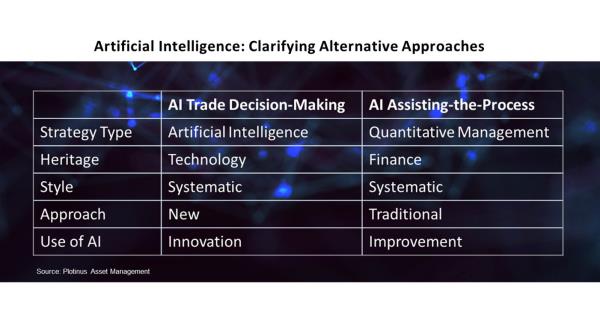 Artificial Intelligence: Clarifying Alternative Approaches
AI Trade Decision-Making AI Assisting-the-Process
Strategy Type Artificial Intelligence Quantitative Management
Heritage Technology Finance
Style Systematic Systematic
Approach New Traditional
Use of AI Innovation Improvement
Source: Plotinus Asset Management